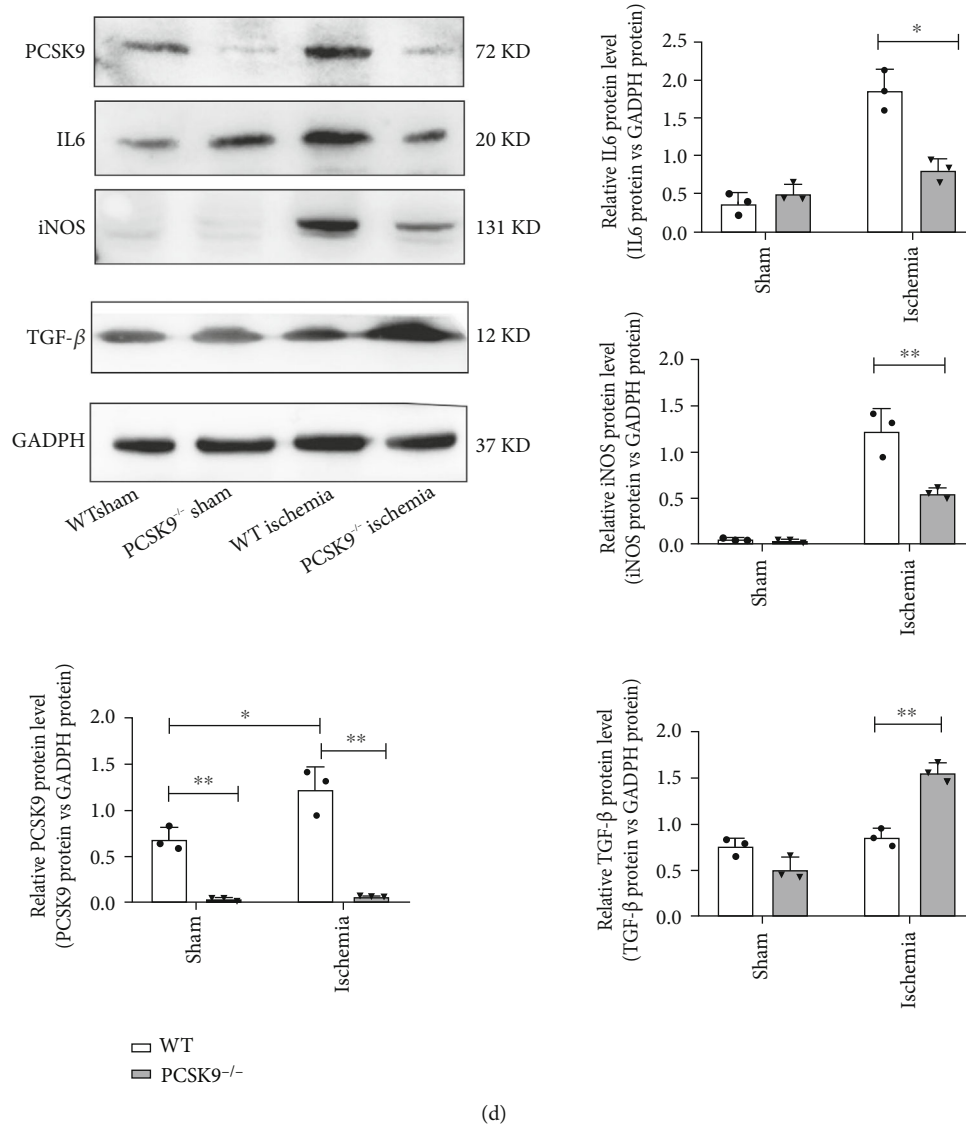 PCSK9
72 KD
IL6
20 KD
iNOS
131 KD
TGF-β
12 KD
GADPH
37 KD
WTsham
PCSK9⁻/⁻ sham
WT ischemia
PCSK9⁻/⁻ ischemia
Relative IL6 protein level
(IL6 protein vs GADPH protein)
2.5
2.0
1.5
1.0
0.5
0.0
*
Sham
Ischemia
Relative iNOS protein level
(iNOS protein vs GADPH protein)
2.0
1.5
1.0
0.5
0.0
**
Sham
Ischemia
Relative PCSK9 protein level
(PCSK9 protein vs GADPH protein)
2.0
1.5
1.0
0.5
0.0
*
**
**
Sham
Ischemia
Relative TGF-β protein level
(TGF-β protein vs GADPH protein)
2.0
1.5
1.0
0.5
0.0
**
Sham
Ischemia
WT
PCSK9⁻/⁻
(d)